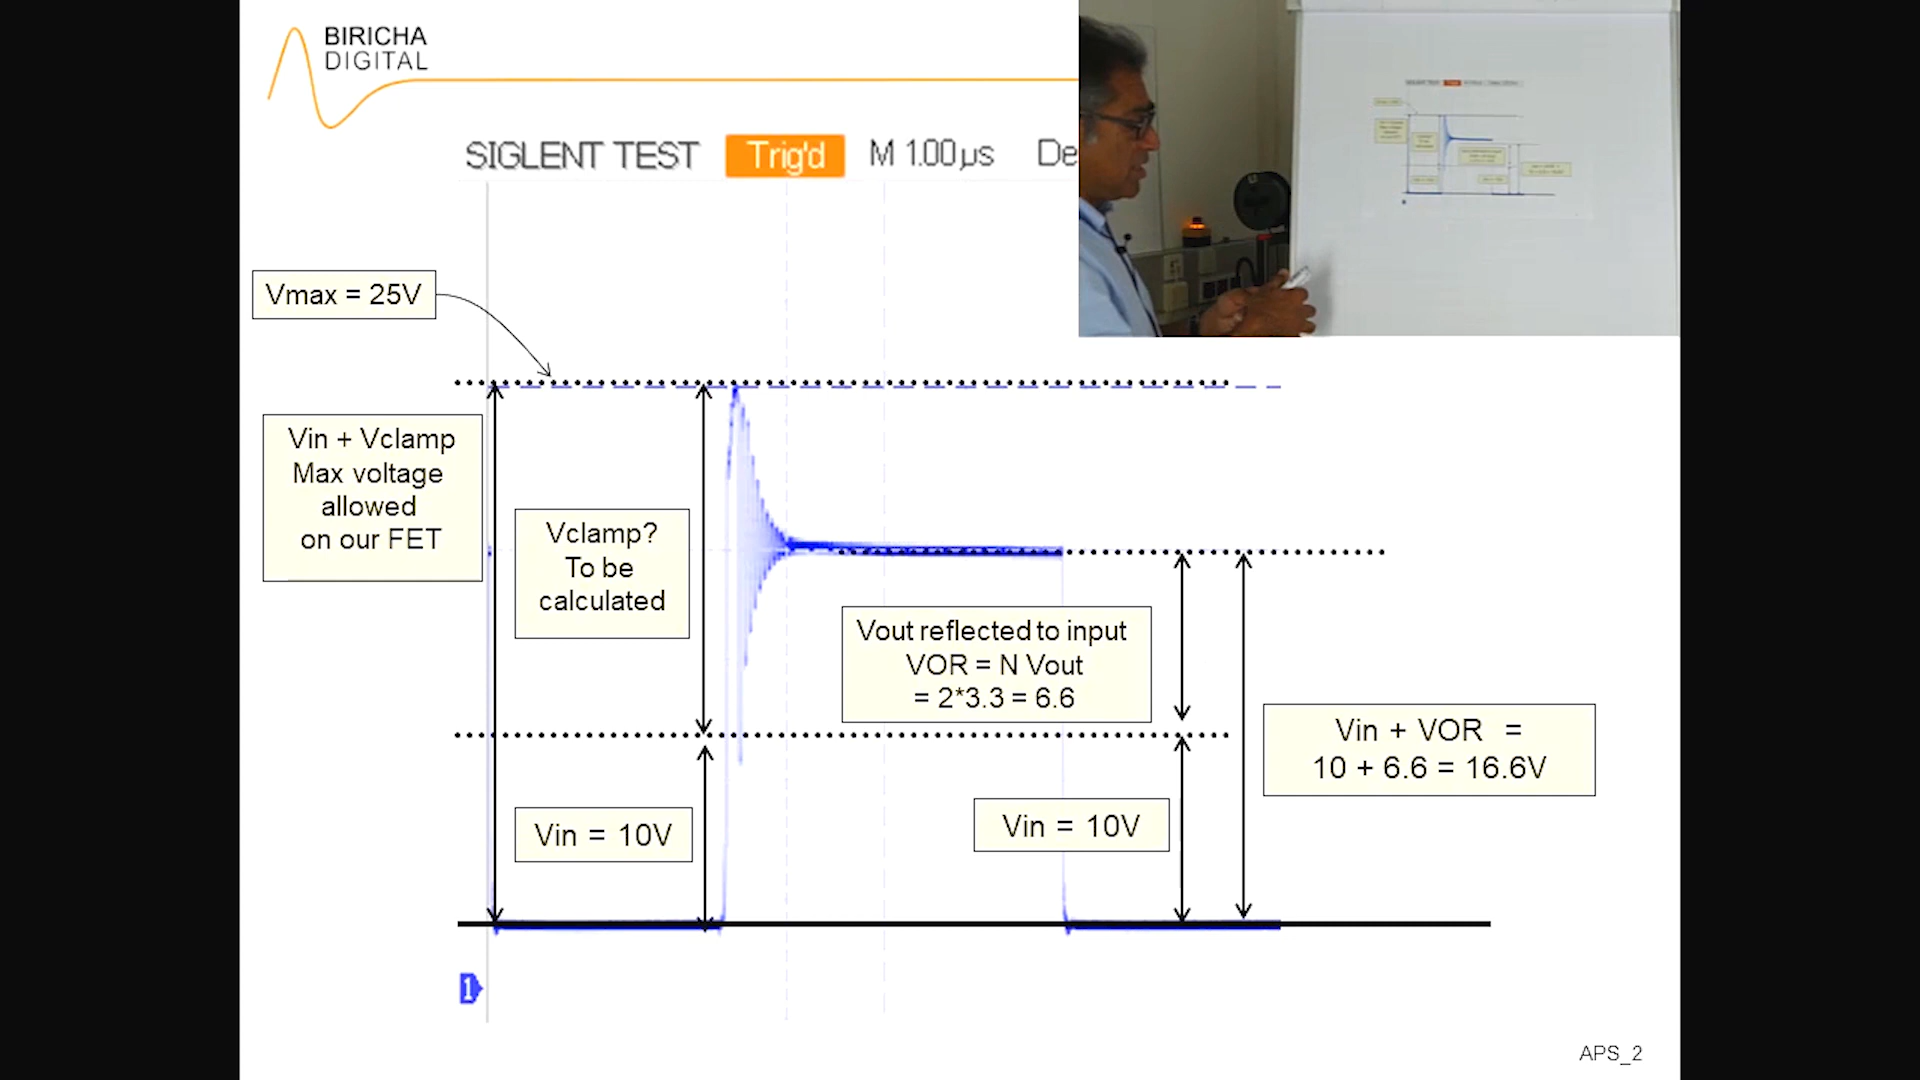 BIRICHA
DIGITAL
SIGLENT TEST Trig'd M 1.00µs De
Vmax = 25V
Vin + Vclamp
Max voltage
allowed
on our FET
Vclamp?
To be
calculated
Vout reflected to input
VOR = N Vout
= 2*3.3 = 6.6
Vin + VOR =
10 + 6.6 = 16.6V
Vin = 10V
Vin = 10V
1
APS_2